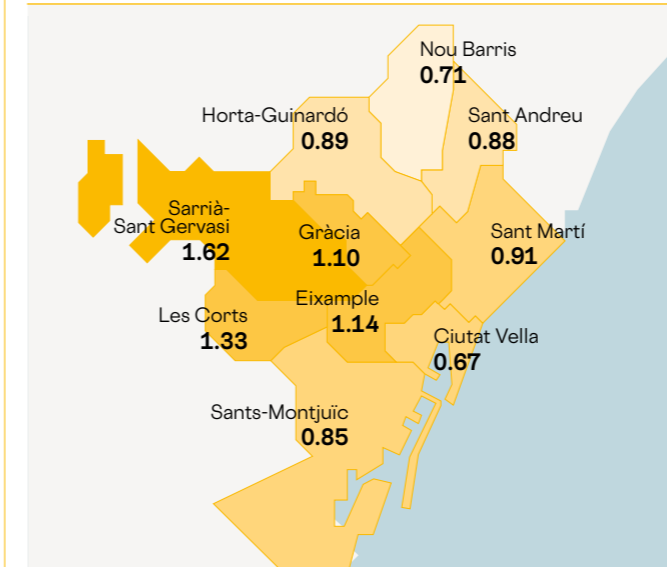 Nou Barris
0.71
Horta-Guinardó
0.89
Sant Andreu
0.88
Sarrià-
Sant Gervasi
1.62
Gràcia
1.10
Sant Martí
0.91
Eixample
1.14
Les Corts
1.33
Ciutat Vella
0.67
Sants-Montjuïc
0.85